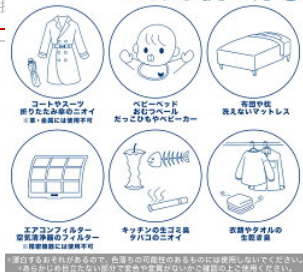 コートやスーツ
折りたたみ傘のニオイ
※革・金属には使用不可
ベビーベッド
おむつペール
だっこひもやベビーカー
布団や枕
洗えないマットレス
エアコンフィルター
空気清浄器のフィルター
※精密機器には使用不可
キッチンの生ゴミ臭
タバコのニオイ
衣類やタオルの
生乾き臭
※漂白するおそれがあるので、色落ちの可能性のあるものには使用しないでください。
※あらかじめ目立たない部分で変色や変質がないかご確認の上ご使用ください。